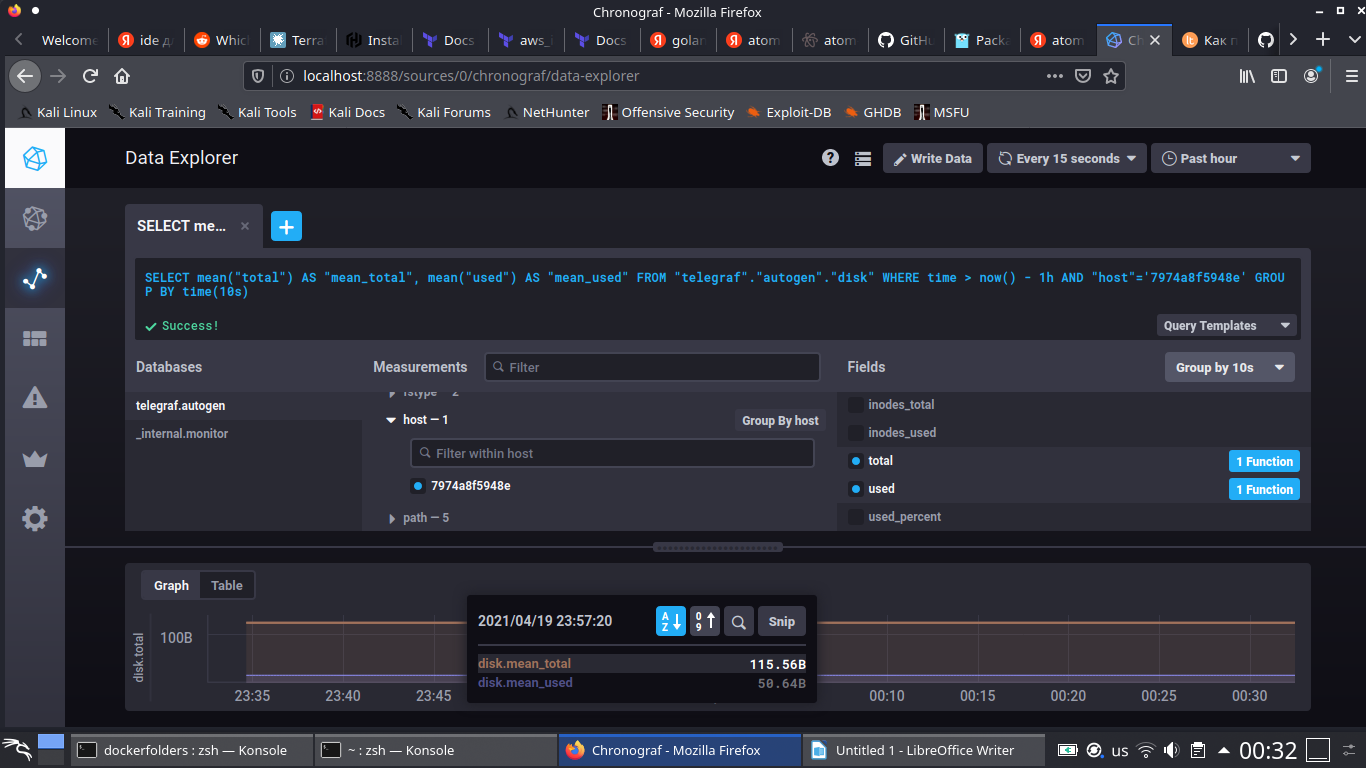 Chronograf - Mozilla Firefox
Welcome
ide д
Whic
Terra
Instal
Docs
aws_
Docs
golan
atom
atom
GitHu
Packa
atom
Ch
Как п
localhost:8888/sources/0/chronograf/data-explorer
Kali Linux
Kali Training
Kali Tools
Kali Docs
Kali Forums
NetHunter
Offensive Security
Exploit-DB
GHDB
MSFU
Data Explorer
Write Data
Every 15 seconds
Past hour
SELECT me...
SELECT mean("total") AS "mean_total", mean("used") AS "mean_used" FROM "telegraf"."autogen"."disk" WHERE time > now() - 1h AND "host"='7974a8f5948e' GROU
P BY time(10s)
Success!
Query Templates
Databases
Measurements
Filter
Fields
Group by 10s
telegraf.autogen
_internal.monitor
fstype — 2
host — 1
Group By host
Filter within host
7974a8f5948e
path — 5
inodes_total
inodes_used
total
1 Function
used
1 Function
used_percent
Graph
Table
disk.total
100B
2021/04/19 23:57:20
A
Z
0
9
Snip
disk.mean_total
115.56B
disk.mean_used
50.64B
23:35
23:40
23:45
00:10
00:15
00:20
00:25
00:30
dockerfolders : zsh — Konsole
~ : zsh — Konsole
Chronograf - Mozilla Firefox
Untitled 1 - LibreOffice Writer
us
00:32